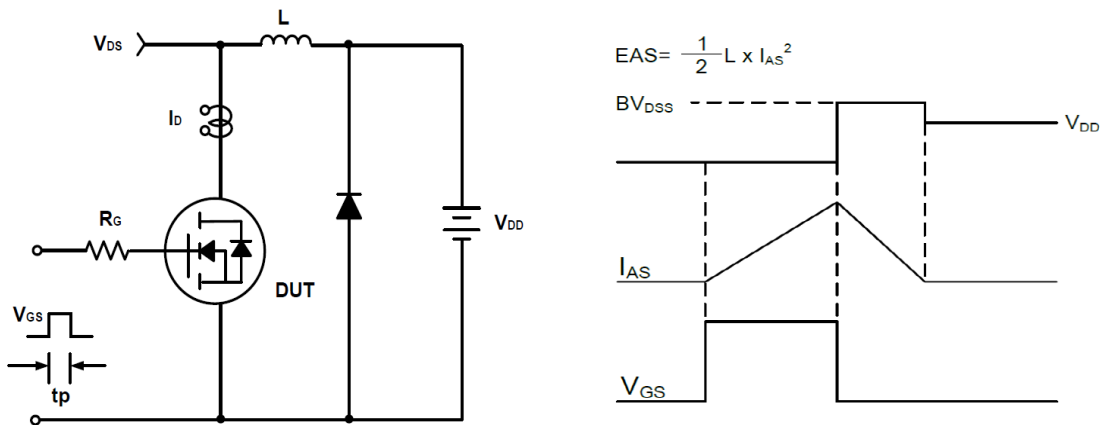 L
VDS
ID
RG
VDD
DUT
VGS
tp
EAS= 1/2 L x IAS²
BVDSS
VDD
IAS
VGS